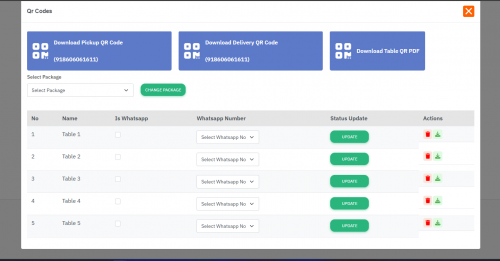 Qr Codes
Download Pickup QR Code
(918606061611)
Download Delivery QR Code
(918606061611)
Download Table QR PDF
Select Package
Select Package
CHANGE PACKAGE
No Name Is Whatsapp Whatsapp Number Status Update Actions
1 Table 1 Select Whatsapp No UPDATE
2 Table 2 Select Whatsapp No UPDATE
3 Table 3 Select Whatsapp No UPDATE
4 Table 4 Select Whatsapp No UPDATE
5 Table 5 Select Whatsapp No UPDATE